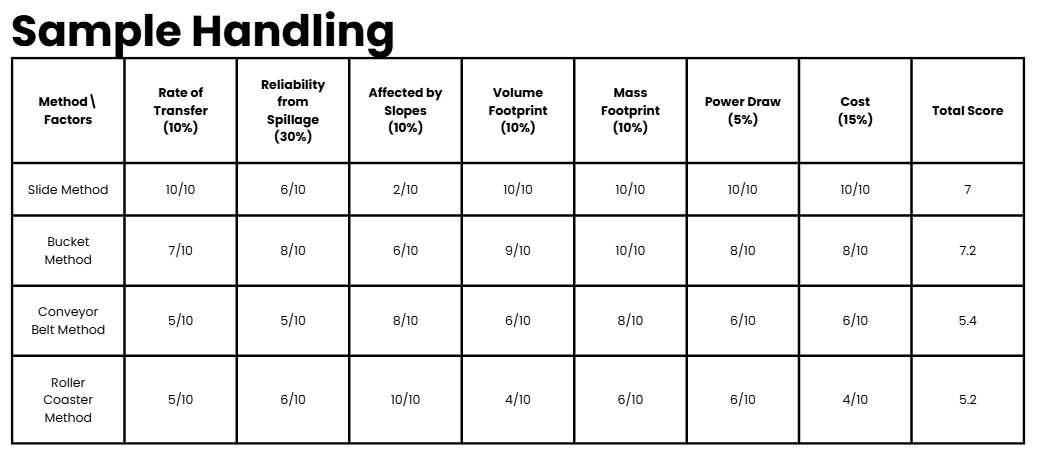 Sample Handling
Method \
Factors
Rate of
Transfer
(10%)
Reliability
from
Spillage
(30%)
Affected by
Slopes
(10%)
Volume
Footprint
(10%)
Mass
Footprint
(10%)
Power Draw
(5%)
Cost
(15%)
Total Score
Slide Method
10/10
6/10
2/10
10/10
10/10
10/10
10/10
7
Bucket
Method
7/10
8/10
6/10
9/10
10/10
8/10
8/10
7.2
Conveyor
Belt Method
5/10
5/10
8/10
6/10
8/10
6/10
6/10
5.4
Roller
Coaster
Method
5/10
6/10
10/10
4/10
6/10
6/10
4/10
5.2